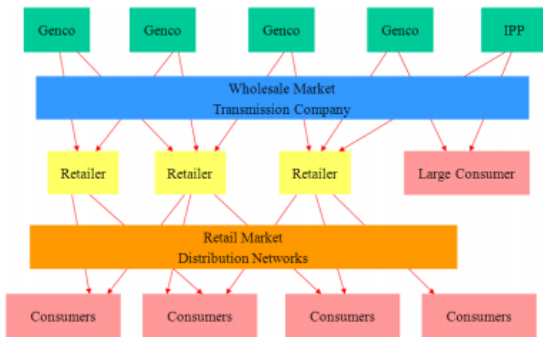 Genco
Genco
Genco
Genco
IPP
Wholesale Market
Transmission Company
Retailer
Retailer
Retailer
Large Consumer
Retail Market
Distribution Networks
Consumers
Consumers
Consumers
Consumers